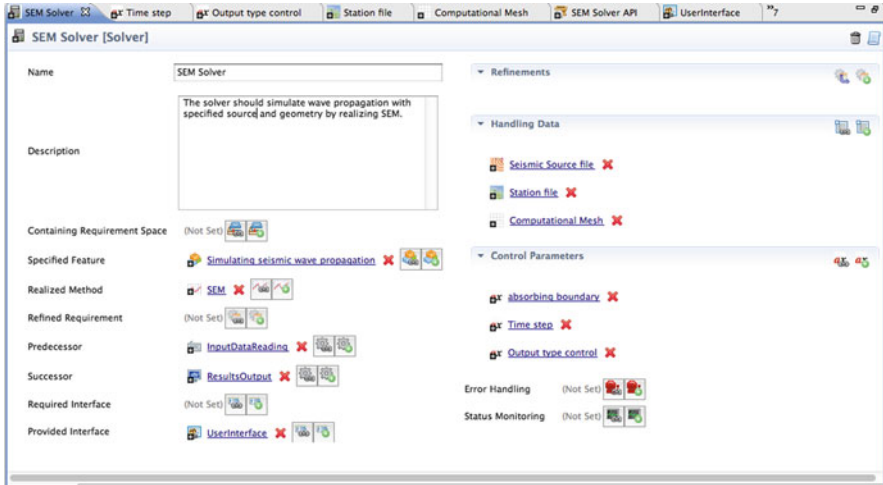 SEM Solver
Time step
Output type control
Station file
Computational Mesh
SEM Solver API
UserInterface
»7
SEM Solver [Solver]
Name
SEM Solver
Description
The solver should simulate wave propagation with
specified source and geometry by realizing SEM.
Containing Requirement Space (Not Set)
Specified Feature Simulating seismic wave propagation
Realized Method SEM
Refined Requirement (Not Set)
Predecessor InputDataReading
Successor ResultsOutput
Required Interface (Not Set)
Provided Interface UserInterface
Refinements
Handling Data
Seismic Source file
Station file
Computational Mesh
Control Parameters
αx absorbing boundary
αx Time step
αx Output type control
Error Handling (Not Set)
Status Monitoring (Not Set)